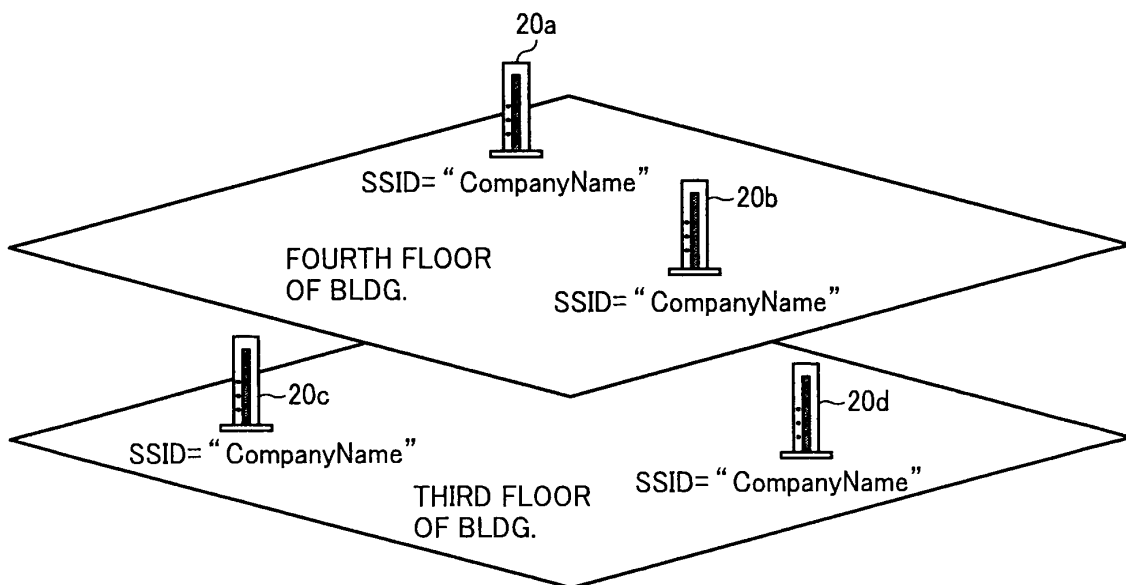 20a
SSID= “CompanyName”
20b
FOURTH FLOOR
OF BLDG.
SSID= “CompanyName”
20c
20d
SSID= “CompanyName”
SSID= “CompanyName”
THIRD FLOOR
OF BLDG.